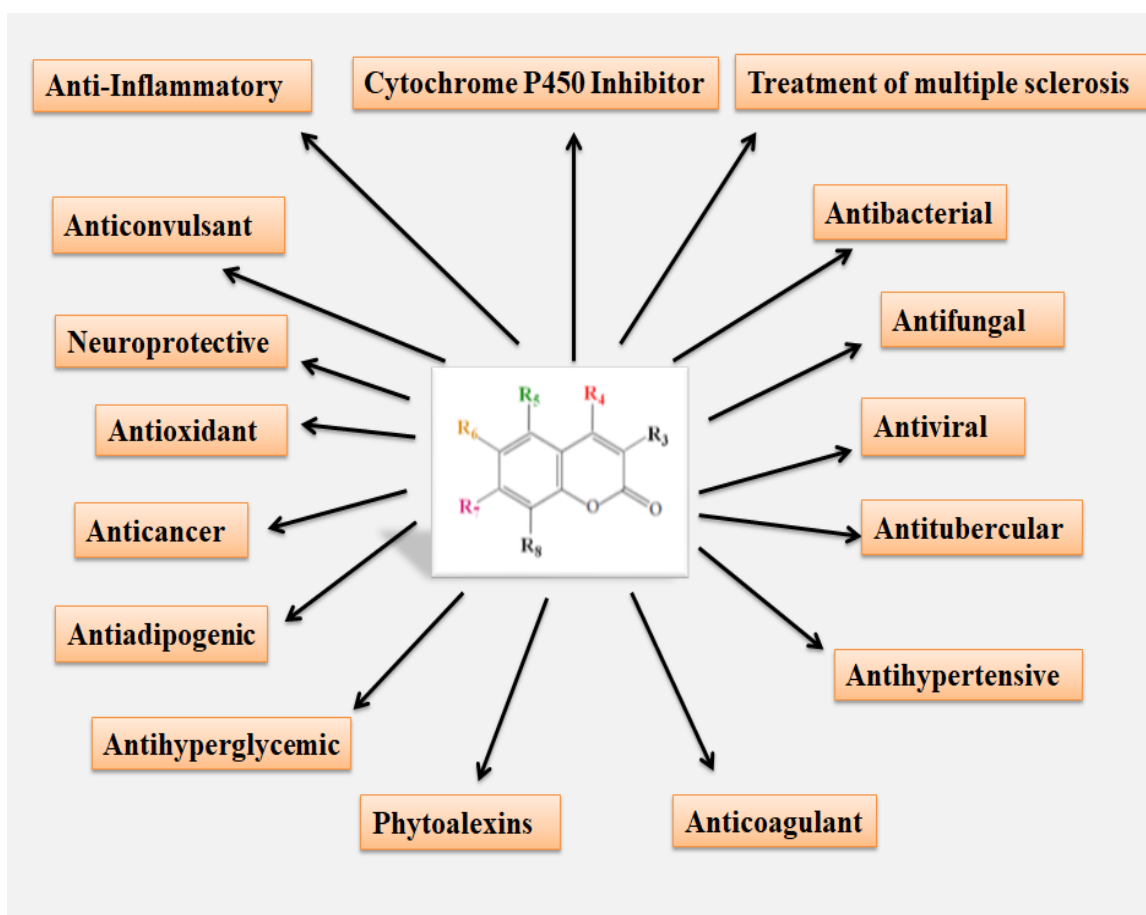 Anti-Inflammatory
Cytochrome P450 Inhibitor
Treatment of multiple sclerosis
Anticonvulsant
Antibacterial
Neuroprotective
Antifungal
Antioxidant
Antiviral
Anticancer
Antitubercular
Antiadipogenic
Antihypertensive
Antihyperglycemic
Phytoalexins
Anticoagulant
R₅
R₄
R₆
R₃
R₇
O
O
R₈